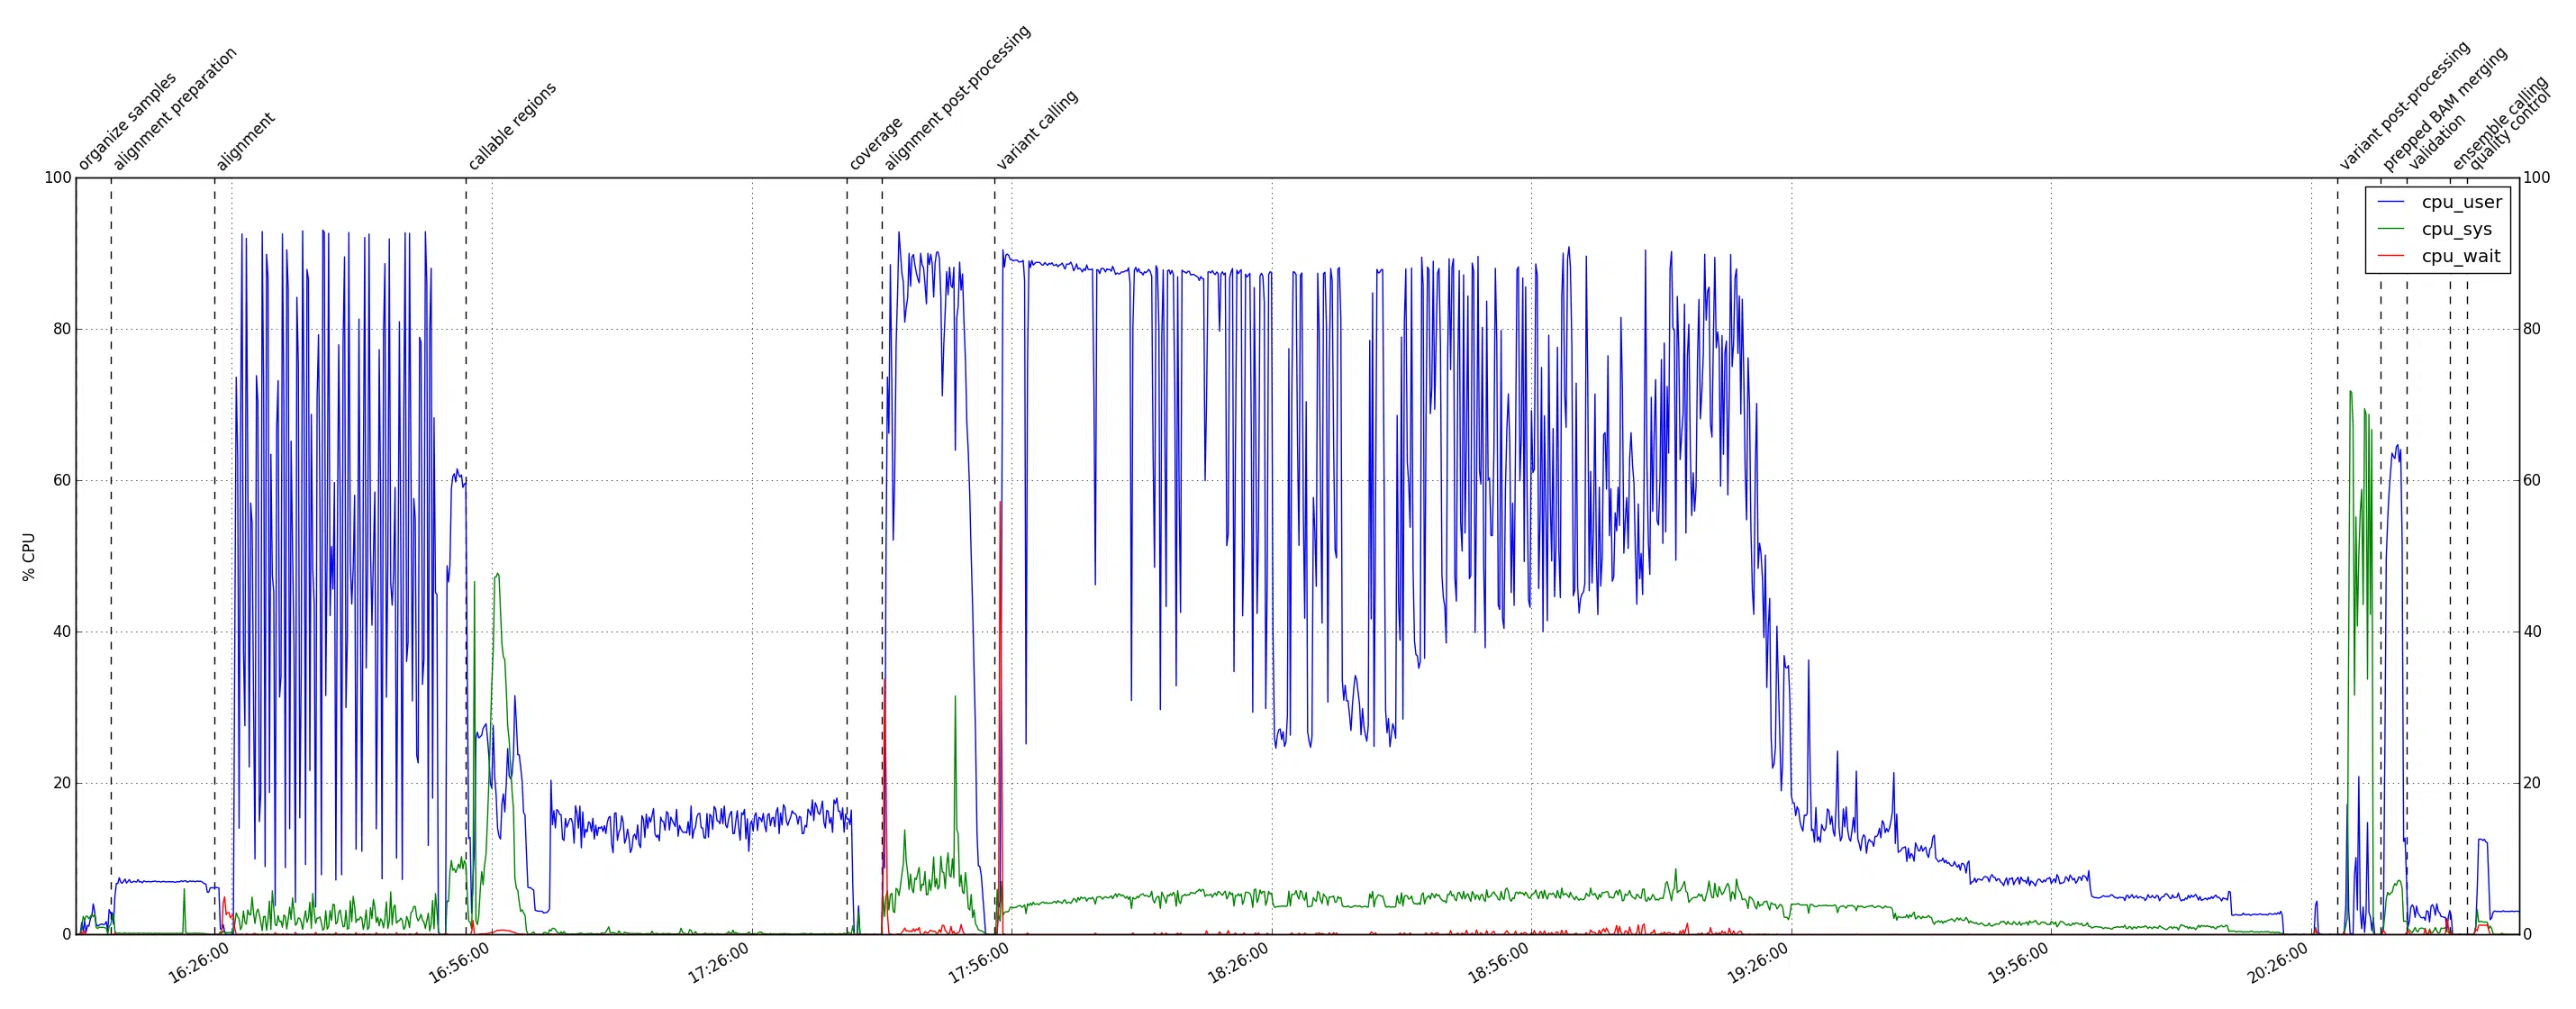 organize samples
alignment preparation
alignment
callable regions
coverage
alignment post-processing
variant calling
variant post-processing
prepped BAM merging
validation
ensemble calling
quality control
100
80
60
40
20
0
% CPU
100
80
60
40
20
0
cpu_user
cpu_sys
cpu_wait
16:26:00
16:56:00
17:26:00
17:56:00
18:26:00
18:56:00
19:26:00
19:56:00
20:26:00